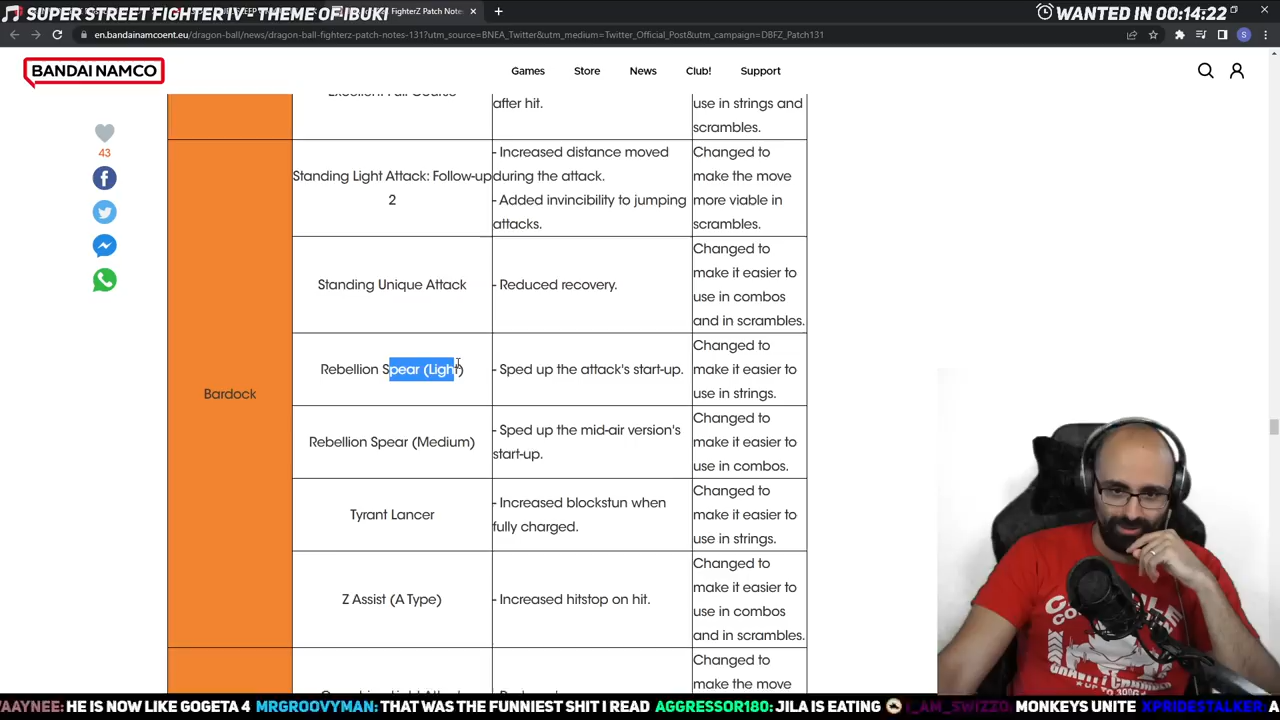 SUPER STREET FIGHTER IV - THEME OF IBUKI
FighterZ Patch Note
WANTED IN 00:14:22
en.bandainamcoent.eu/dragon-ball/news/dragon-ball-fighterz-patch-notes-131?utm_source=BNEA_Twitter&utm_medium=Twitter_Official_Post&utm_campaign=DBFZ_Patch131
S
BANDAI NAMCO
Games
Store
News
Club!
Support
43
after hit.
use in strings and
scrambles.
Bardock
Standing Light Attack: Follow-up
2
- Increased distance moved
during the attack.
- Added invincibility to jumping
attacks.
Changed to
make the move
more viable in
scrambles.
Standing Unique Attack
- Reduced recovery.
Changed to
make it easier to
use in combos
and in scrambles.
Rebellion Spear (Light)
- Sped up the attack's start-up.
Changed to
make it easier to
use in strings.
Rebellion Spear (Medium)
- Sped up the mid-air version's
start-up.
Changed to
make it easier to
use in combos.
Tyrant Lancer
- Increased blockstun when
fully charged.
Changed to
make it easier to
use in strings.
Z Assist (A Type)
- Increased hitstop on hit.
Changed to
make it easier to
use in combos
and in scrambles.
Changed to
make the move
WAAYNEE: HE IS NOW LIKE GOGETA 4 MRGROOVYMAN: THAT WAS THE FUNNIEST SHIT I READ AGGRESSOR180: JILA IS EATING I_AM_SWIZZO: MONKEYS UNITE XPRIDESTALKER: A